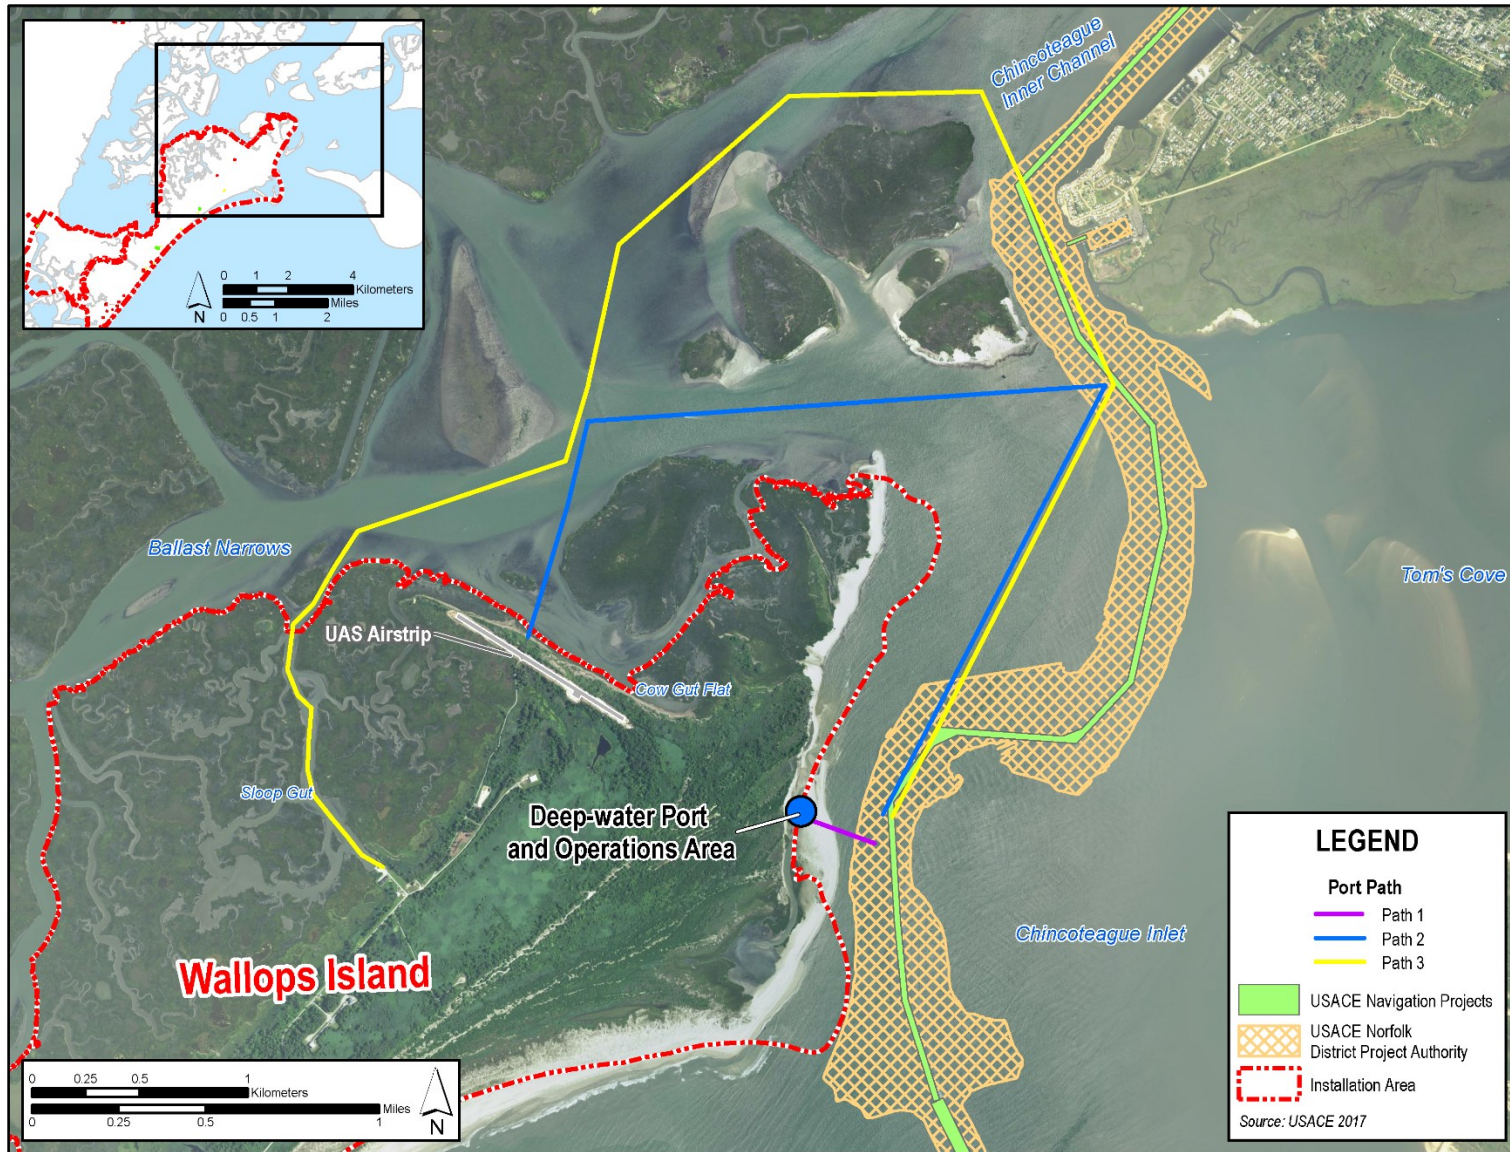 0 1 2 4
Kilometers
Miles
0 0.5 1 2
N
Chincoteague
Inner Channel
Ballast Narrows
Tom's Cove
UAS Airstrip
Cow Gut Flat
Sloop Gut
Deep-water Port
and Operations Area
Chincoteague Inlet
Wallops Island
0 0.25 0.5 1
Kilometers
Miles
0 0.25 0.5 1
N
LEGEND
Port Path
Path 1
Path 2
Path 3
USACE Navigation Projects
USACE Norfolk
District Project Authority
Installation Area
Source: USACE 2017